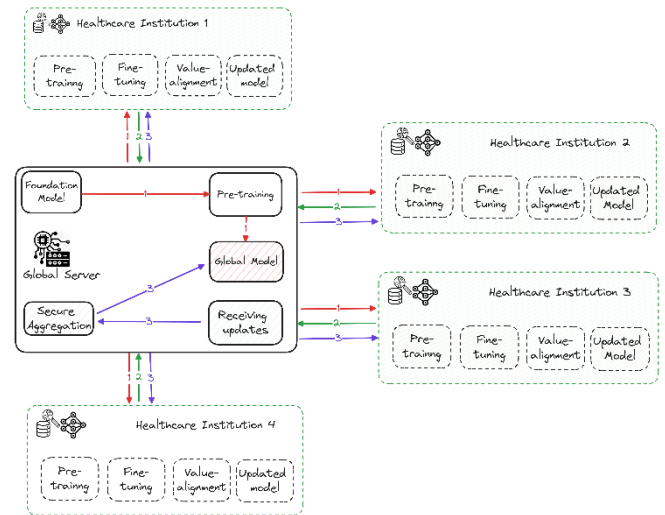 Healthcare Institution 1
Pre-
trainng
Fine-
tuning
Value-
alignment
Updated
model
1
2
3
Healthcare Institution 2
Pre-
trainng
Fine-
tuning
Value-
alignment
Updated
Model
Foundation
Model
1
Pre-training
1
2
3
1
Global Server
Global Model
3
Secure
Aggregation
3
Receiving
updates
Healthcare Institution 3
1
2
3
Pre-
trainng
Fine-
tuning
Value-
alignment
Updated
Model
1
2
3
Healthcare Institution 4
Pre-
trainng
Fine-
tuning
Value-
alignment
Updated
model